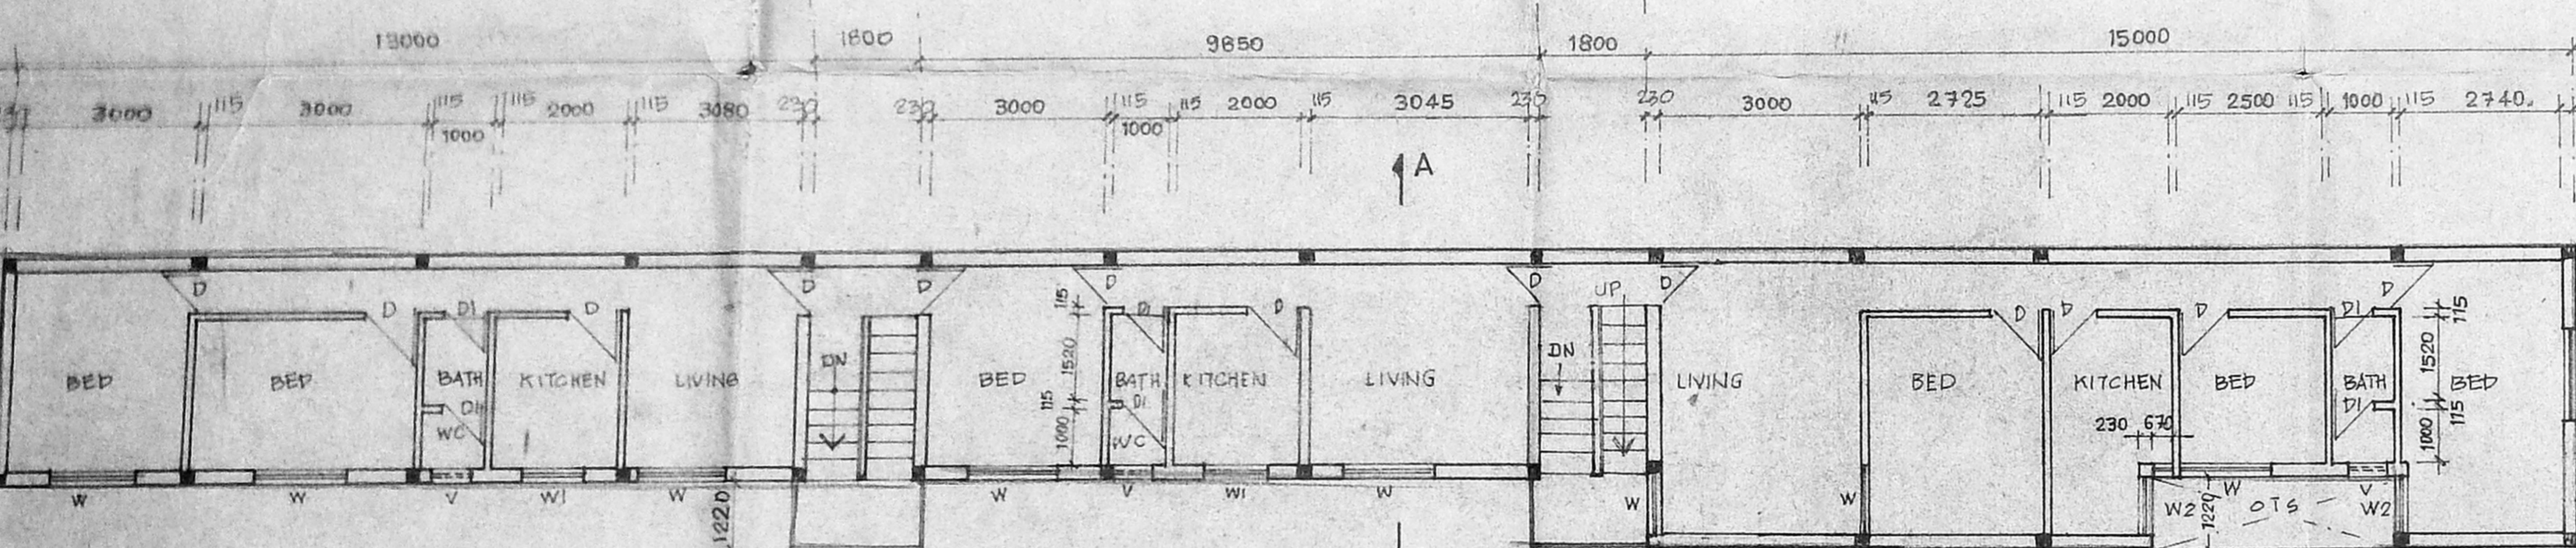 13000 1800 9850 1800 15000
3000 115 3000 115 115 2000 115 3080 230 230 3000 115 115 2000 115 3045 230 230 3000 115 2725 115 2000 115 2500 115 1000 115 2740
1000 1000
A
D D D D D UP D D
D D1 D 115 D1 D D D D D1 115
DN 1520 DN 1520
BED BED BATH KITCHEN LIVING BED BATH KITCHEN LIVING LIVING BED KITCHEN BED BATH BED
D1 115 D1 D1 115
WC 1000 WC 230 670 1000
W W V W1 W W V W1 W W W W2 W OTS V W2
1220 1220